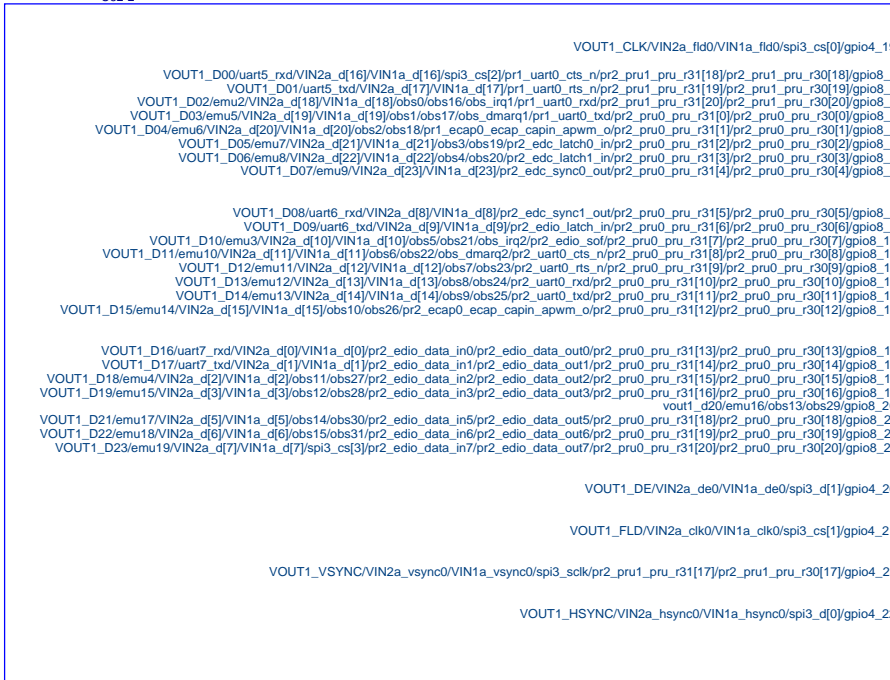 VOUT1_CLK/VIN2a_fld0/VIN1a_fld0/spi3_cs[0]/gpio4_19
VOUT1_D00/uart5_rxd/VIN2a_d[16]/VIN1a_d[16]/spi3_cs[2]/pr1_uart0_cts_n/pr2_pru1_pru_r31[18]/pr2_pru1_pru_r30[18]/gpio8_
VOUT1_D01/uart5_txd/VIN2a_d[17]/VIN1a_d[17]/pr1_uart0_rts_n/pr2_pru1_pru_r31[19]/pr2_pru1_pru_r30[19]/gpio8_
VOUT1_D02/emu2/VIN2a_d[18]/VIN1a_d[18]/obs0/obs16/obs_irq1/pr1_uart0_rxd/pr2_pru1_pru_r31[20]/pr2_pru1_pru_r30[20]/gpio8_
VOUT1_D03/emu5/VIN2a_d[19]/VIN1a_d[19]/obs1/obs17/obs_dmarq1/pr1_uart0_txd/pr2_pru0_pru_r31[0]/pr2_pru0_pru_r30[0]/gpio8_
VOUT1_D04/emu6/VIN2a_d[20]/VIN1a_d[20]/obs2/obs18/pr1_ecap0_ecap_capin_apwm_o/pr2_pru0_pru_r31[1]/pr2_pru0_pru_r30[1]/gpio8_
VOUT1_D05/emu7/VIN2a_d[21]/VIN1a_d[21]/obs3/obs19/pr2_edc_latch0_in/pr2_pru0_pru_r31[2]/pr2_pru0_pru_r30[2]/gpio8_
VOUT1_D06/emu8/VIN2a_d[22]/VIN1a_d[22]/obs4/obs20/pr2_edc_latch1_in/pr2_pru0_pru_r31[3]/pr2_pru0_pru_r30[3]/gpio8_
VOUT1_D07/emu9/VIN2a_d[23]/VIN1a_d[23]/pr2_edc_sync0_out/pr2_pru0_pru_r31[4]/pr2_pru0_pru_r30[4]/gpio8_
VOUT1_D08/uart6_rxd/VIN2a_d[8]/VIN1a_d[8]/pr2_edc_sync1_out/pr2_pru0_pru_r31[5]/pr2_pru0_pru_r30[5]/gpio8_
VOUT1_D09/uart6_txd/VIN2a_d[9]/VIN1a_d[9]/pr2_edio_latch_in/pr2_pru0_pru_r31[6]/pr2_pru0_pru_r30[6]/gpio8_
VOUT1_D10/emu3/VIN2a_d[10]/VIN1a_d[10]/obs5/obs21/obs_irq2/pr2_edio_sof/pr2_pru0_pru_r31[7]/pr2_pru0_pru_r30[7]/gpio8_1
VOUT1_D11/emu10/VIN2a_d[11]/VIN1a_d[11]/obs6/obs22/obs_dmarq2/pr2_uart0_cts_n/pr2_pru0_pru_r31[8]/pr2_pru0_pru_r30[8]/gpio8_1
VOUT1_D12/emu11/VIN2a_d[12]/VIN1a_d[12]/obs7/obs23/pr2_uart0_rts_n/pr2_pru0_pru_r31[9]/pr2_pru0_pru_r30[9]/gpio8_1
VOUT1_D13/emu12/VIN2a_d[13]/VIN1a_d[13]/obs8/obs24/pr2_uart0_rxd/pr2_pru0_pru_r31[10]/pr2_pru0_pru_r30[10]/gpio8_1
VOUT1_D14/emu13/VIN2a_d[14]/VIN1a_d[14]/obs9/obs25/pr2_uart0_txd/pr2_pru0_pru_r31[11]/pr2_pru0_pru_r30[11]/gpio8_1
VOUT1_D15/emu14/VIN2a_d[15]/VIN1a_d[15]/obs10/obs26/pr2_ecap0_ecap_capin_apwm_o/pr2_pru0_pru_r31[12]/pr2_pru0_pru_r30[12]/gpio8_1
VOUT1_D16/uart7_rxd/VIN2a_d[0]/VIN1a_d[0]/pr2_edio_data_in0/pr2_edio_data_out0/pr2_pru0_pru_r31[13]/pr2_pru0_pru_r30[13]/gpio8_1
VOUT1_D17/uart7_txd/VIN2a_d[1]/VIN1a_d[1]/pr2_edio_data_in1/pr2_edio_data_out1/pr2_pru0_pru_r31[14]/pr2_pru0_pru_r30[14]/gpio8_1
VOUT1_D18/emu4/VIN2a_d[2]/VIN1a_d[2]/obs11/obs27/pr2_edio_data_in2/pr2_edio_data_out2/pr2_pru0_pru_r31[15]/pr2_pru0_pru_r30[15]/gpio8_1
VOUT1_D19/emu15/VIN2a_d[3]/VIN1a_d[3]/obs12/obs28/pr2_edio_data_in3/pr2_edio_data_out3/pr2_pru0_pru_r31[16]/pr2_pru0_pru_r30[16]/gpio8_1
vout1_d20/emu16/obs13/obs29/gpio8_2
VOUT1_D21/emu17/VIN2a_d[5]/VIN1a_d[5]/obs14/obs30/pr2_edio_data_in5/pr2_edio_data_out5/pr2_pru0_pru_r31[18]/pr2_pru0_pru_r30[18]/gpio8_2
VOUT1_D22/emu18/VIN2a_d[6]/VIN1a_d[6]/obs15/obs31/pr2_edio_data_in6/pr2_edio_data_out6/pr2_pru0_pru_r31[19]/pr2_pru0_pru_r30[19]/gpio8_2
VOUT1_D23/emu19/VIN2a_d[7]/VIN1a_d[7]/spi3_cs[3]/pr2_edio_data_in7/pr2_edio_data_out7/pr2_pru0_pru_r31[20]/pr2_pru0_pru_r30[20]/gpio8_2
VOUT1_DE/VIN2a_de0/VIN1a_de0/spi3_d[1]/gpio4_2
VOUT1_FLD/VIN2a_clk0/VIN1a_clk0/spi3_cs[1]/gpio4_2
VOUT1_VSYNC/VIN2a_vsync0/VIN1a_vsync0/spi3_sclk/pr2_pru1_pru_r31[17]/pr2_pru1_pru_r30[17]/gpio4_2
VOUT1_HSYNC/VIN2a_hsync0/VIN1a_hsync0/spi3_d[0]/gpio4_2